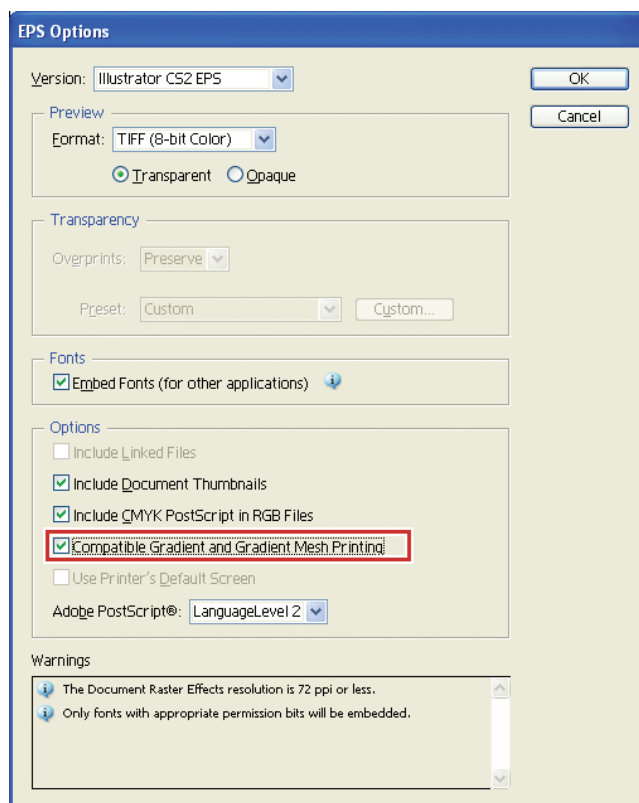 EPS Options
Version: Illustrator CS2 EPS
OK
Preview
Cancel
Format: TIFF (8-bit Color)
Transparent Opaque
Transparency
Overprints: Preserve
Preset: Custom Custom...
Fonts
Embed Fonts (for other applications)
Options
Include Linked Files
Include Document Thumbnails
Include CMYK PostScript in RGB Files
Compatible Gradient and Gradient Mesh Printing
Use Printer's Default Screen
Adobe PostScript®: LanguageLevel 2
Warnings
The Document Raster Effects resolution is 72 ppi or less.
Only fonts with appropriate permission bits will be embedded.